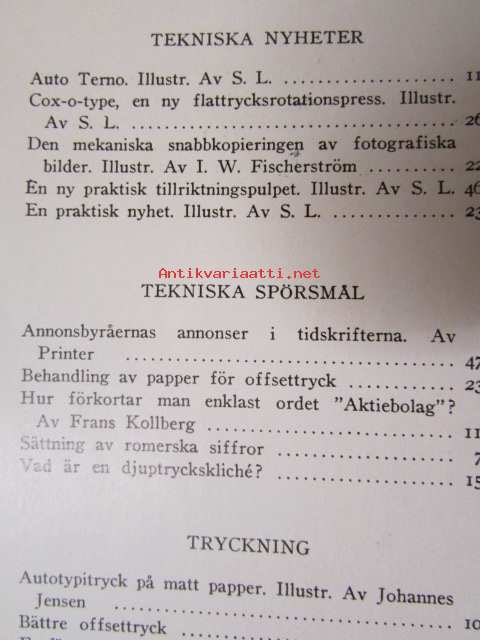 TEKNISKA NYHETER
Auto Terno. Illustr. Av S. L. ....................
Cox-o-type, en ny flattrycksrotationspress. Illustr.
Av S. L. ....................
Den mekaniska snabbkopieringen av fotografiska
bilder. Illustr. Av I. W. Fischerström ..........
En ny praktisk tillriktningspulpet. Illustr. Av S. L.
En praktisk nyhet. Illustr. Av S. L. ..............
Antikvariaatti.net
TEKNISKA SPÖRSMÅL
Annonsbyråernas annonser i tidskrifterna. Av
Printer ....................
Behandling av papper för offsettryck ............
Hur förkortar man enklast ordet "Aktiebolag"?
Av Frans Kollberg ....................
Sättning av romerska siffror ....................
Vad är en djuptryckskliché? ....................
TRYCKNING
Autotypitryck på matt papper. Illustr. Av Johannes
Jensen ....................
Bättre offsettryck ....................